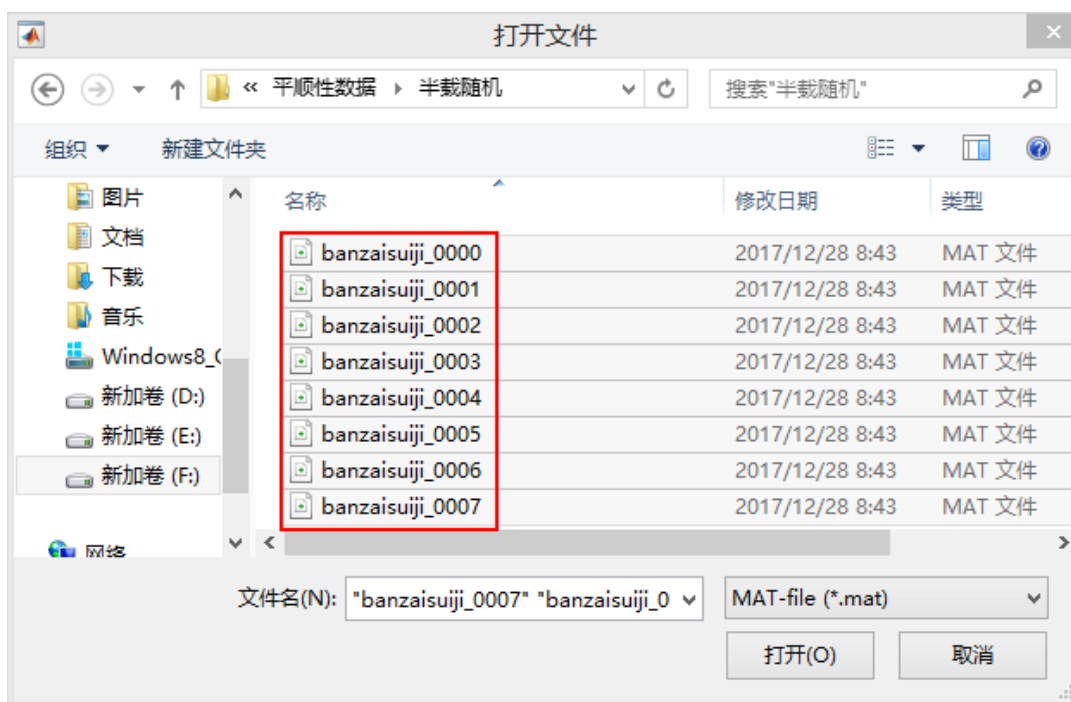 打开文件
« 平顺性数据 ▸ 半载随机
搜索"半载随机"
组织 新建文件夹
图片
文档
下载
音乐
Windows8_(
新加卷 (D:)
新加卷 (E:)
新加卷 (F:)
网络
名称 修改日期 类型
banzaisuiji_0000 2017/12/28 8:43 MAT 文件
banzaisuiji_0001 2017/12/28 8:43 MAT 文件
banzaisuiji_0002 2017/12/28 8:43 MAT 文件
banzaisuiji_0003 2017/12/28 8:43 MAT 文件
banzaisuiji_0004 2017/12/28 8:43 MAT 文件
banzaisuiji_0005 2017/12/28 8:43 MAT 文件
banzaisuiji_0006 2017/12/28 8:43 MAT 文件
banzaisuiji_0007 2017/12/28 8:43 MAT 文件
文件名(N): "banzaisuiji_0007" "banzaisuiji_0 MAT-file (*.mat)
打开(O) 取消